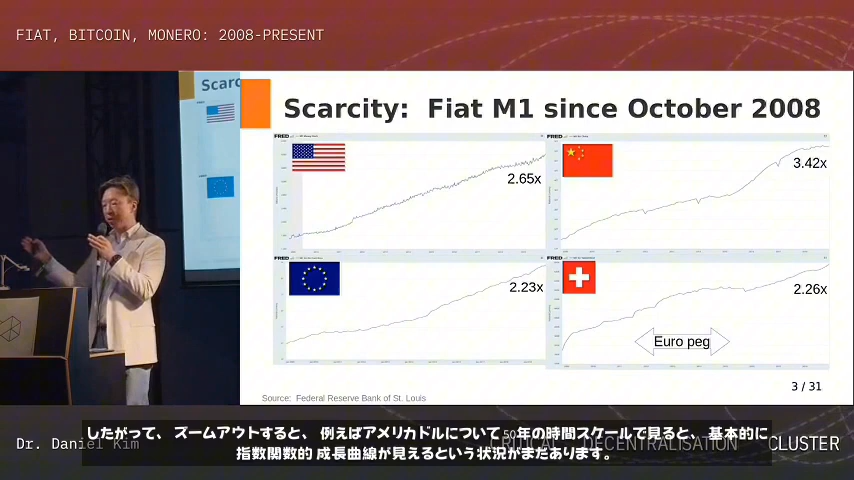 FIAT, BITCOIN, MONERO: 2008-PRESENT
Scarc
Scarcity: Fiat M1 since October 2008
FRED
2.65x
FRED
3.42x
FRED
2.23x
FRED
2.26x
Euro peg
3 / 31
Source: Federal Reserve Bank of St. Louis
Dr. Daniel Kim
DECENTRALISATION
CLUSTER
したがって、 ズームアウトすると、 例えばアメリカドルについて50年の時間スケールで見ると、 基本的に
指数関数的 成長曲線が見えるという状況がまだあります。